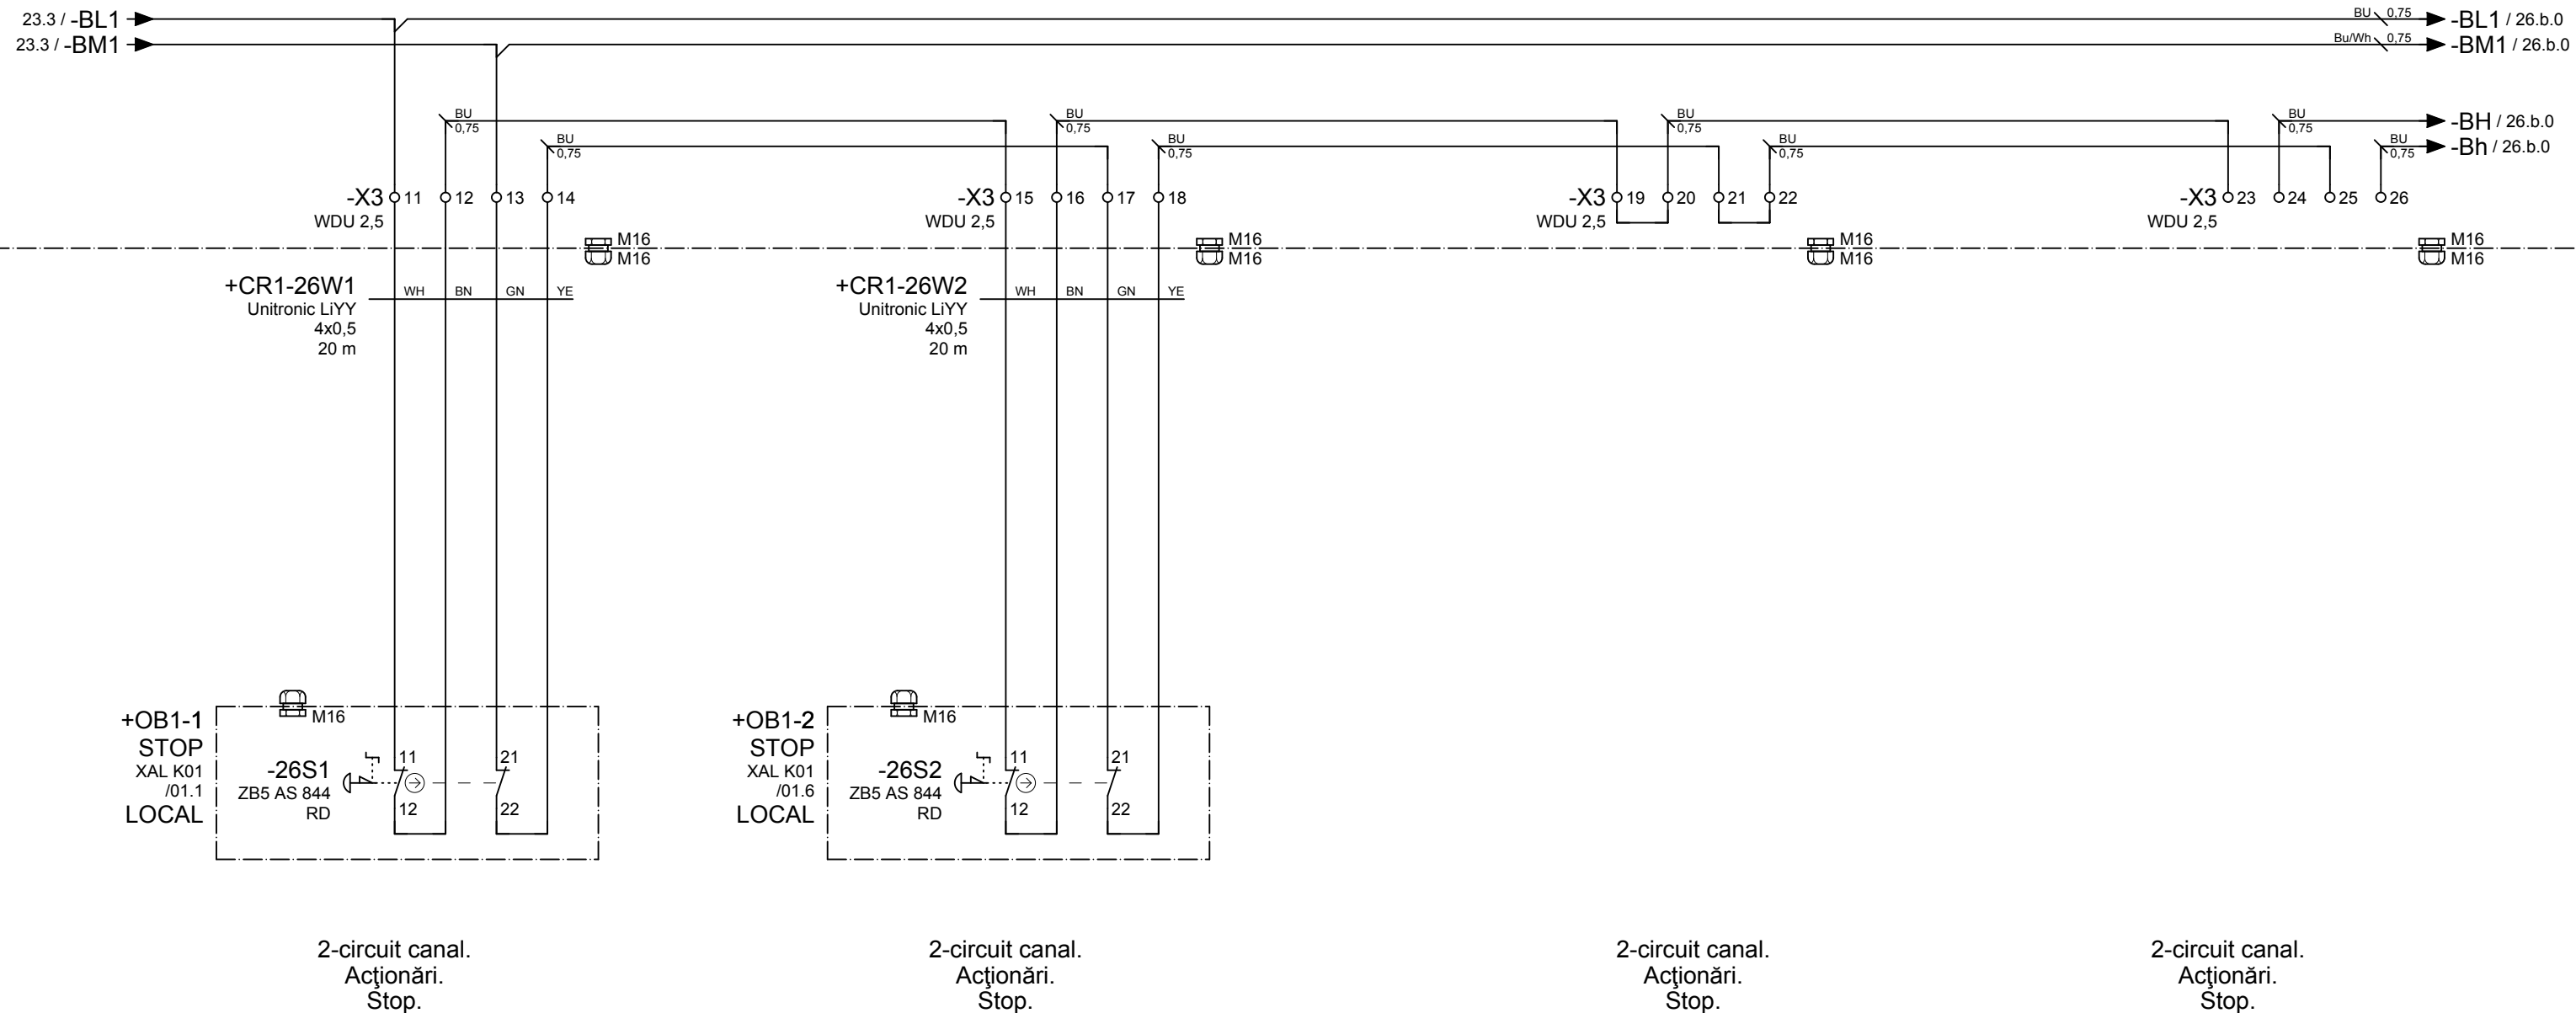 23.3 / -BL1
BU 0,75
-BL1 / 26.b.0
23.3 / -BM1
Bu/Wh 0,75
-BM1 / 26.b.0
BU
0,75
BU
0,75
BU
0,75
BU
0,75
-BH / 26.b.0
BU
0,75
BU
0,75
BU
0,75
BU
0,75
-Bh / 26.b.0
-X3 11 12 13 14
WDU 2,5
-X3 15 16 17 18
WDU 2,5
-X3 19 20 21 22
WDU 2,5
-X3 23 24 25 26
WDU 2,5
M16
M16
M16
M16
M16
M16
M16
M16
+CR1-26W1
WH BN GN YE
Unitronic LiYY
4x0,5
20 m
+CR1-26W2
WH BN GN YE
Unitronic LiYY
4x0,5
20 m
+OB1-1
STOP
XAL K01
/01.1
LOCAL
M16
-26S1
ZB5 AS 844
RD
11
12
21
22
+OB1-2
STOP
XAL K01
/01.6
LOCAL
M16
-26S2
ZB5 AS 844
RD
11
12
21
22
2-circuit canal.
Acţionări.
Stop.
2-circuit canal.
Acţionări.
Stop.
2-circuit canal.
Acţionări.
Stop.
2-circuit canal.
Acţionări.
Stop.